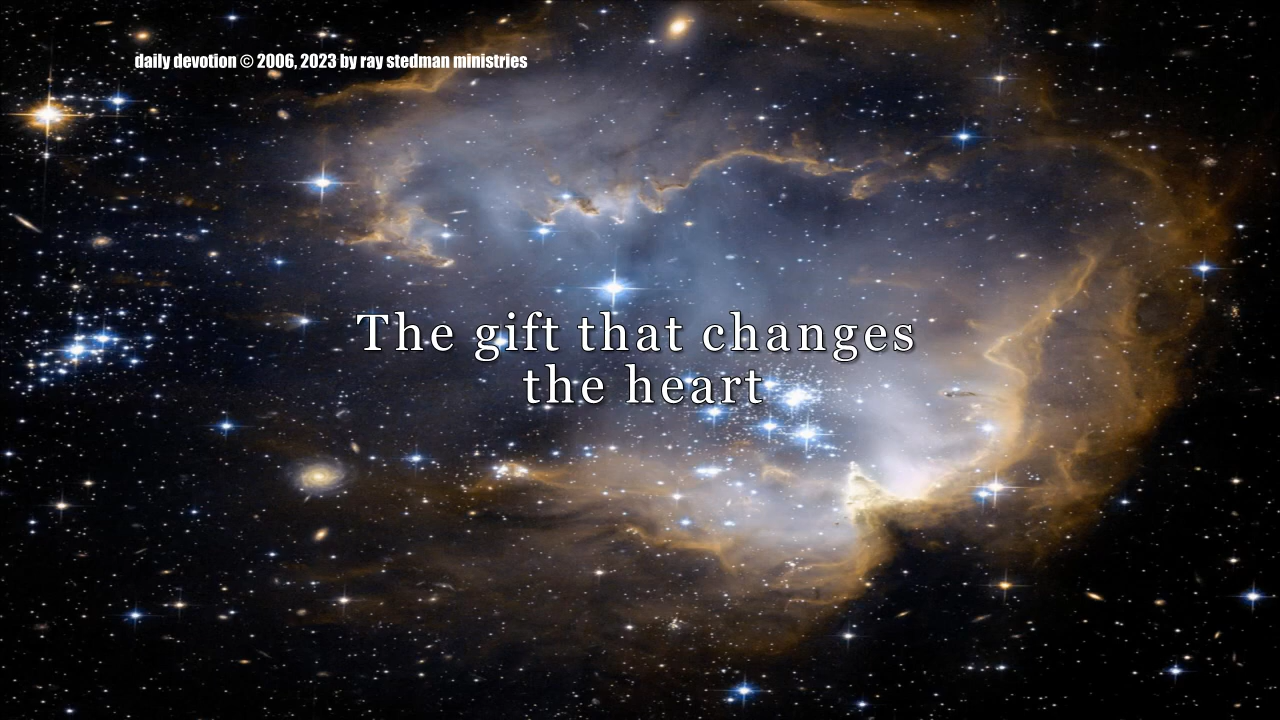 daily devotion © 2006, 2023 by ray stedman ministries
The gift that changes
the heart